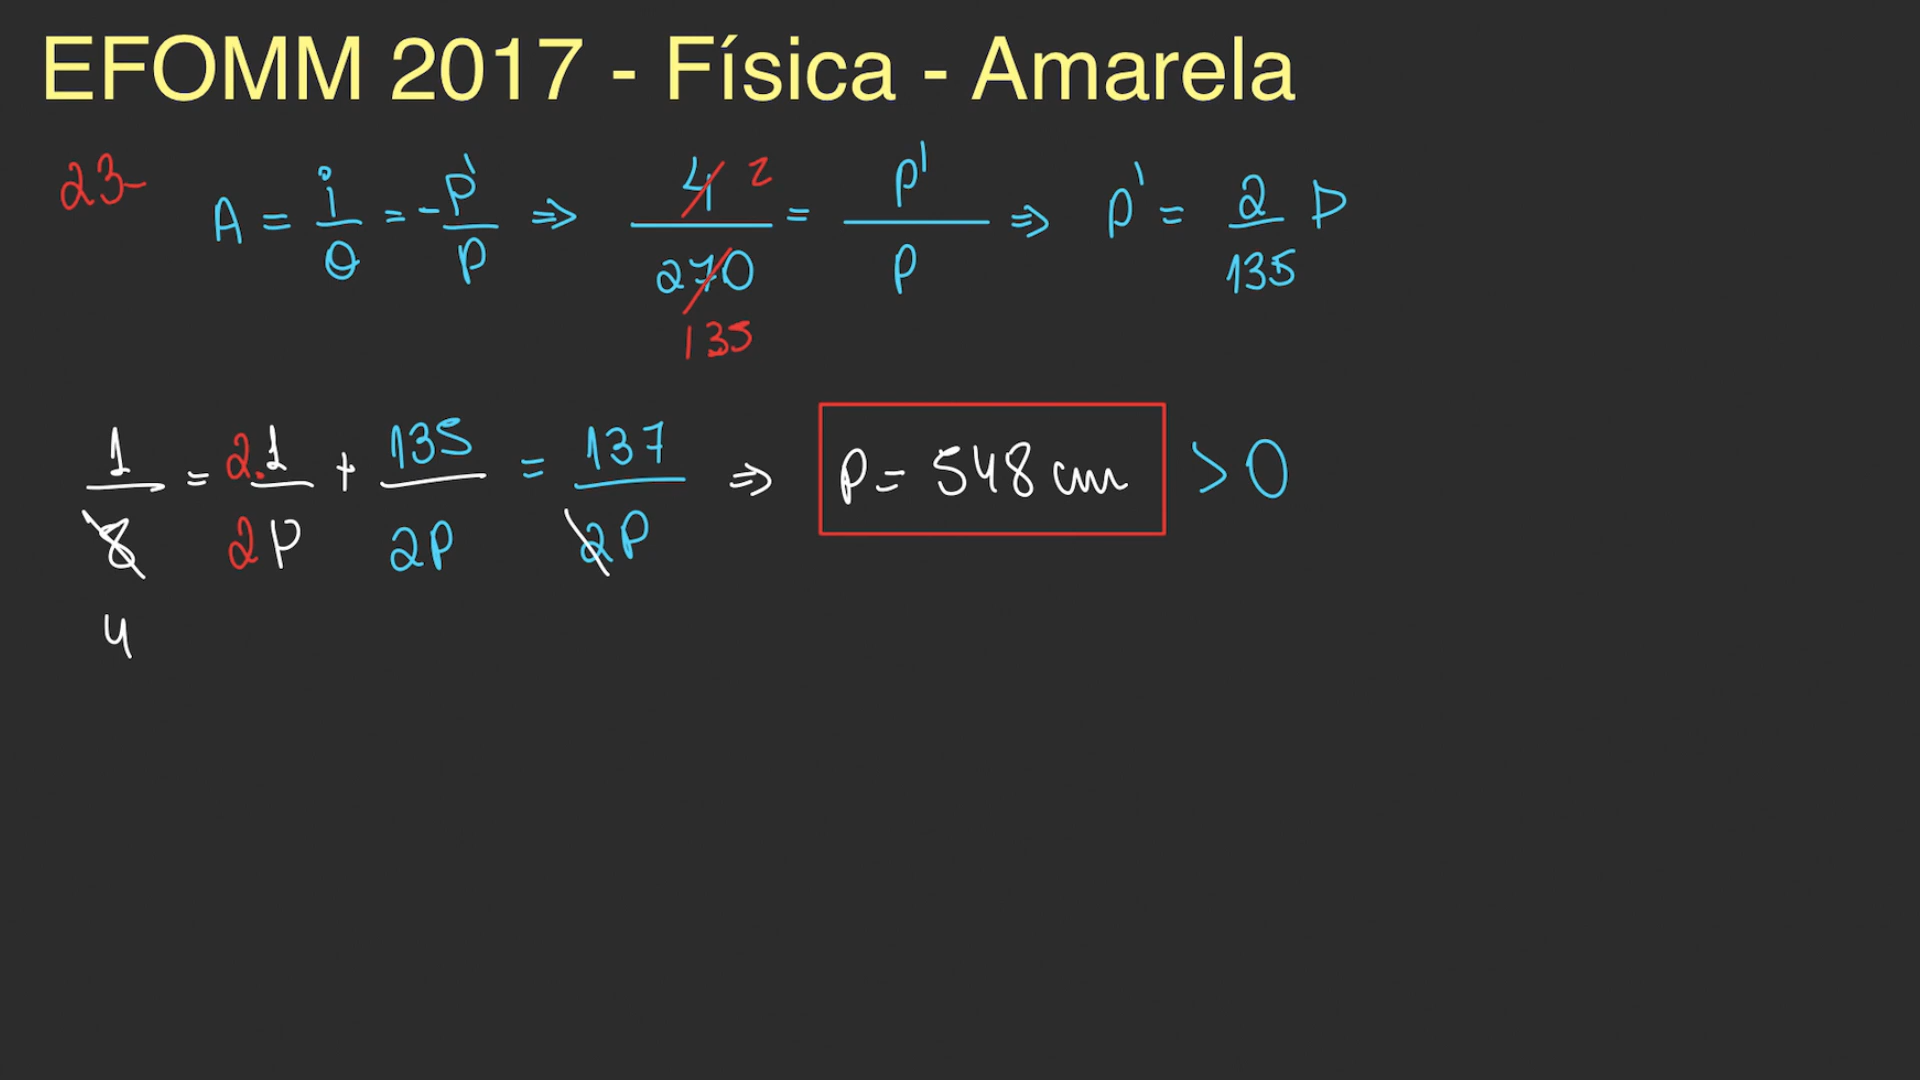 EFOMM 2017 - Física - Amarela
23-
A = i/o = -p'/p ⇒ 4/270 = p'/p ⇒ p' = 2/135 P
2
135
1/8 = 2.1/2p + 135/2P = 137/2P ⇒ P = 548 cm > 0
4